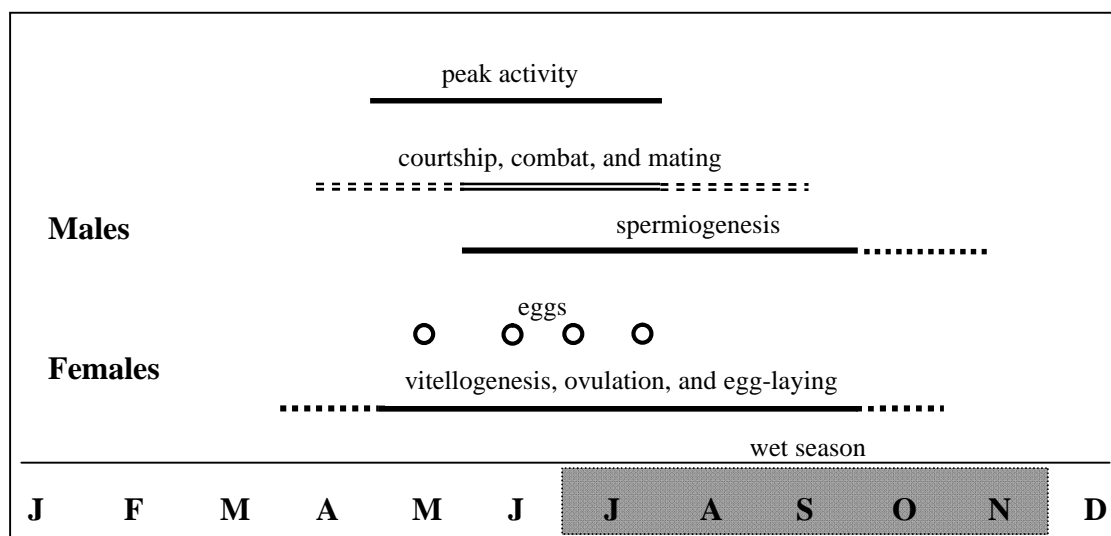 peak activity
courtship, combat, and mating
Males
spermiogenesis
eggs
Females
vitellogenesis, ovulation, and egg-laying
wet season
J F M A M J J A S O N D